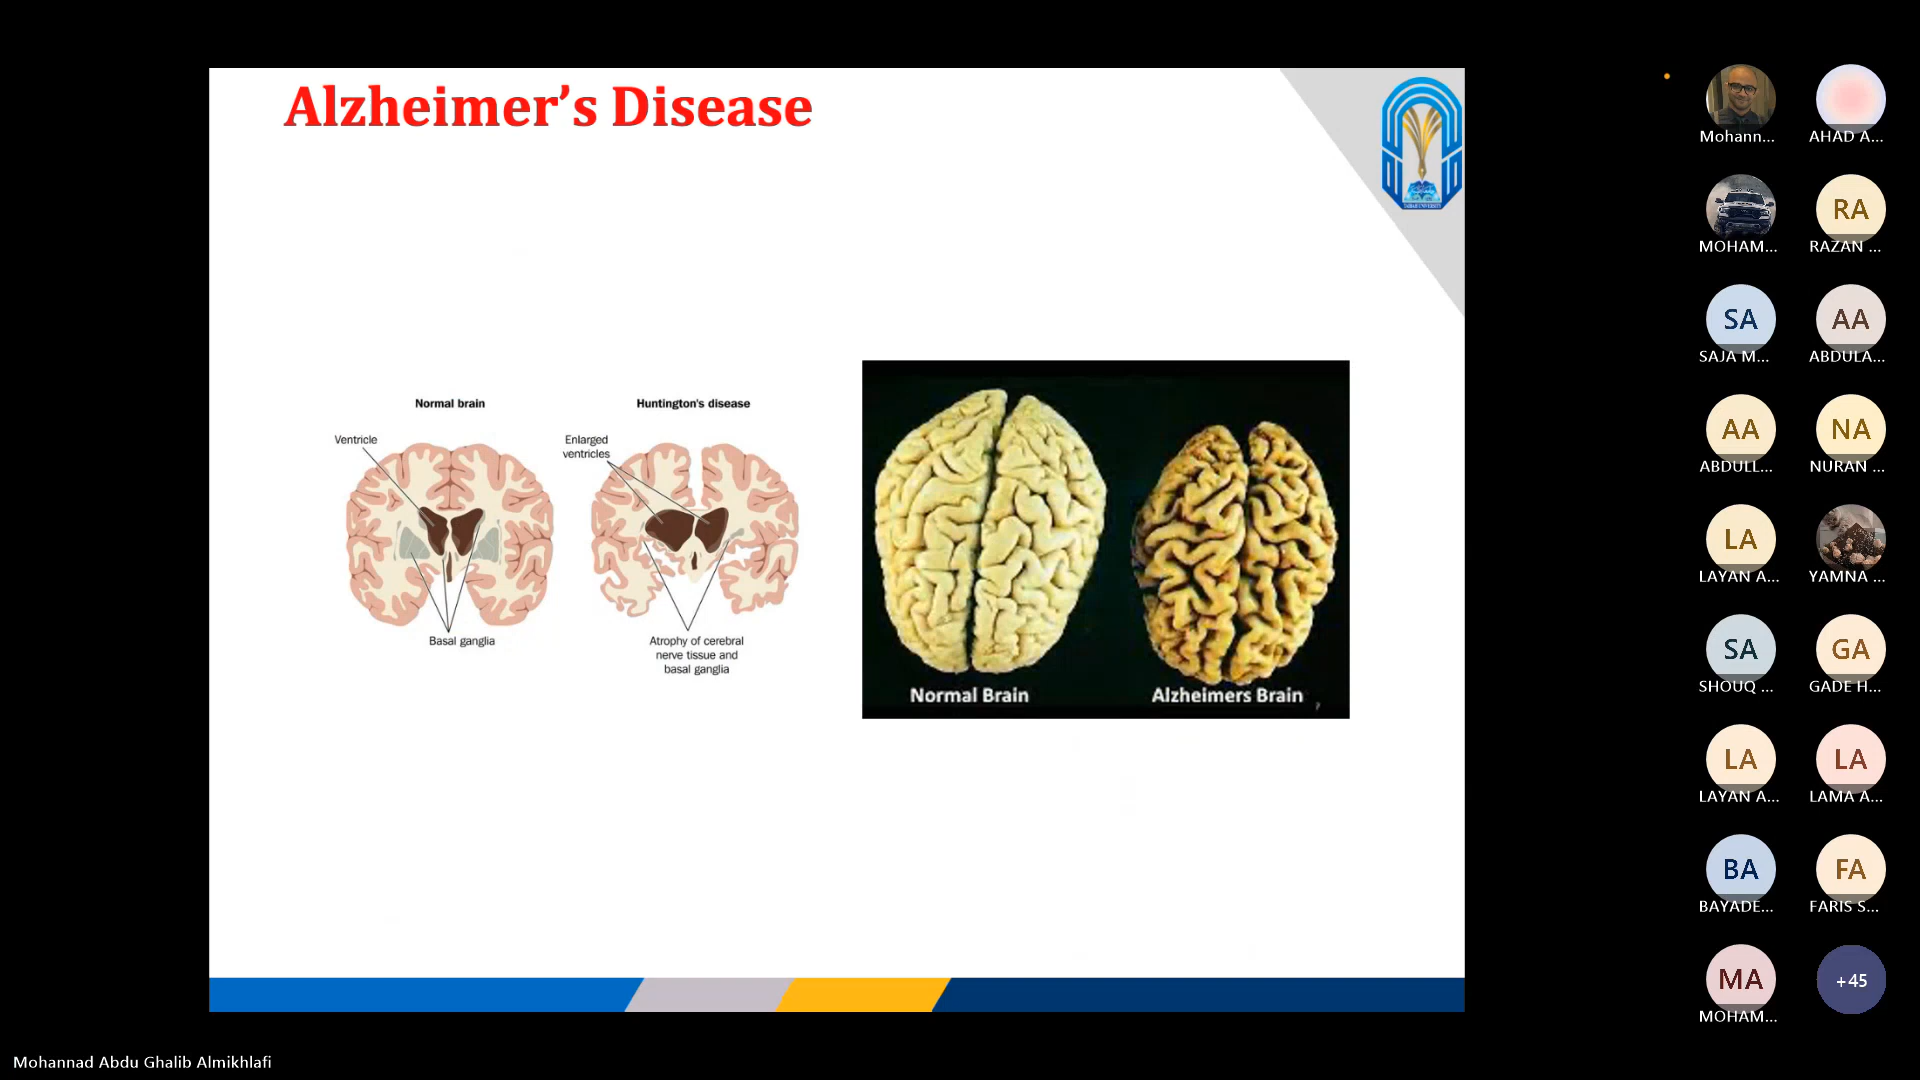 Alzheimer’s Disease
TAIBAH UNIVERSITY
Normal brain
Huntington's disease
Ventricle
Enlarged
ventricles
Basal ganglia
Atrophy of cerebral
nerve tissue and
basal ganglia
Normal Brain
Alzheimers Brain
7
Mohann...
AHAD A...
MOHAM...
RA
RAZAN ...
SA
SAJA M...
AA
ABDULA...
AA
ABDULL...
NA
NURAN ...
LA
LAYAN A...
YAMNA ...
SA
SHOUQ ...
GA
GADE H...
LA
LAYAN A...
LA
LAMA A...
BA
BAYADE...
FA
FARIS S...
MA
MOHAM...
+45
Mohannad Abdu Ghalib Almikhlafi